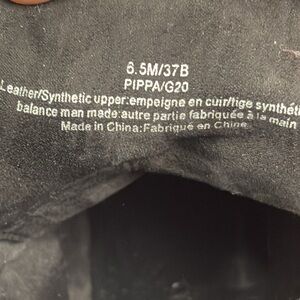 6.5M/37B
PIPPA/G20
Leather/Synthetic upper:empeigne en cuir/tige synthéti
balance man made:autre partie fabriquée à la main
Made in China:Fabriqué en Chine